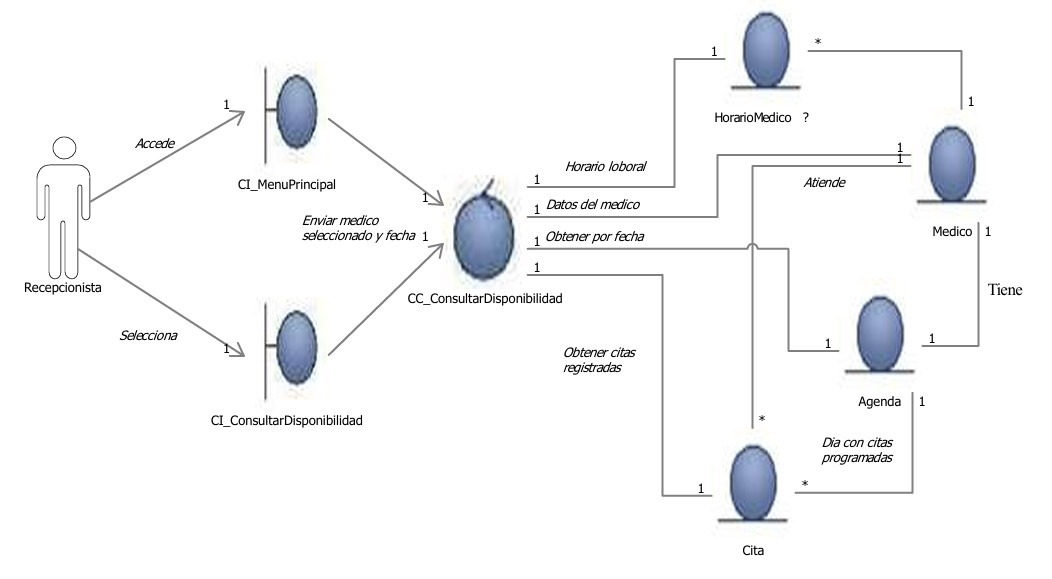 1
*
1
HorarioMedico ?
1
1
Accede
1
1
Horario loboral
Atiende
CI_MenuPrincipal
1
1
Datos del medico
1
Enviar medico
seleccionado y fecha
1
Obtener por fecha
1
Medico
1
1
Recepcionista
CC_ConsultarDisponibilidad
Tiene
Selecciona
1
Obtener citas
registradas
1
1
Agenda
1
CI_ConsultarDisponibilidad
*
Dia con citas
programadas
1
*
Cita